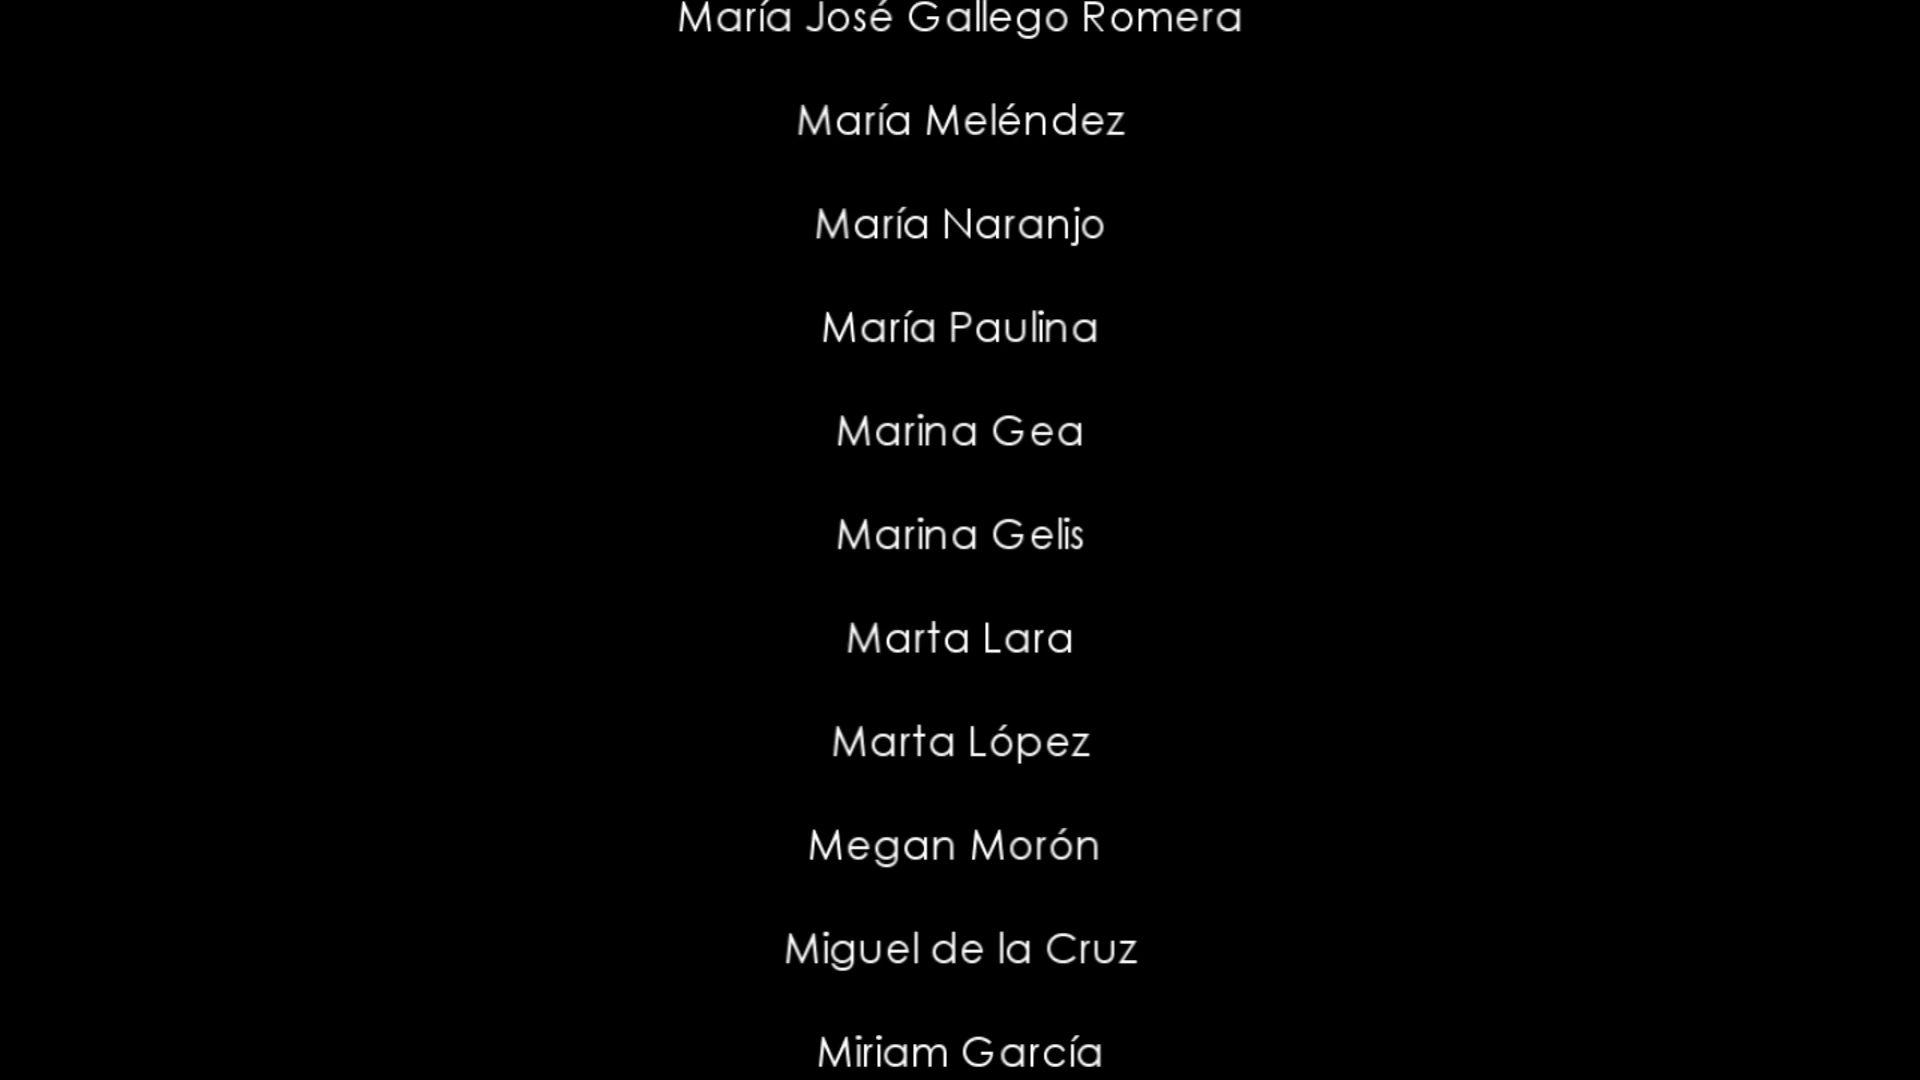 María José Gallego Romera
María Meléndez
María Naranjo
María Paulina
Marina Gea
Marina Gelis
Marta Lara
Marta López
Megan Morón
Miguel de la Cruz
Miriam García